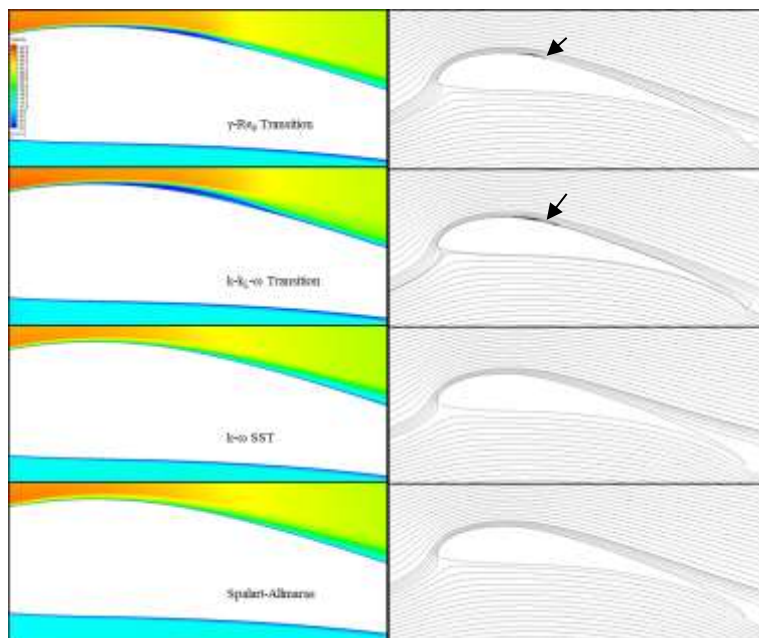 γ-Reθ Transition
k-kL-ω Transition
k-ω SST
Spalart-Allmaras